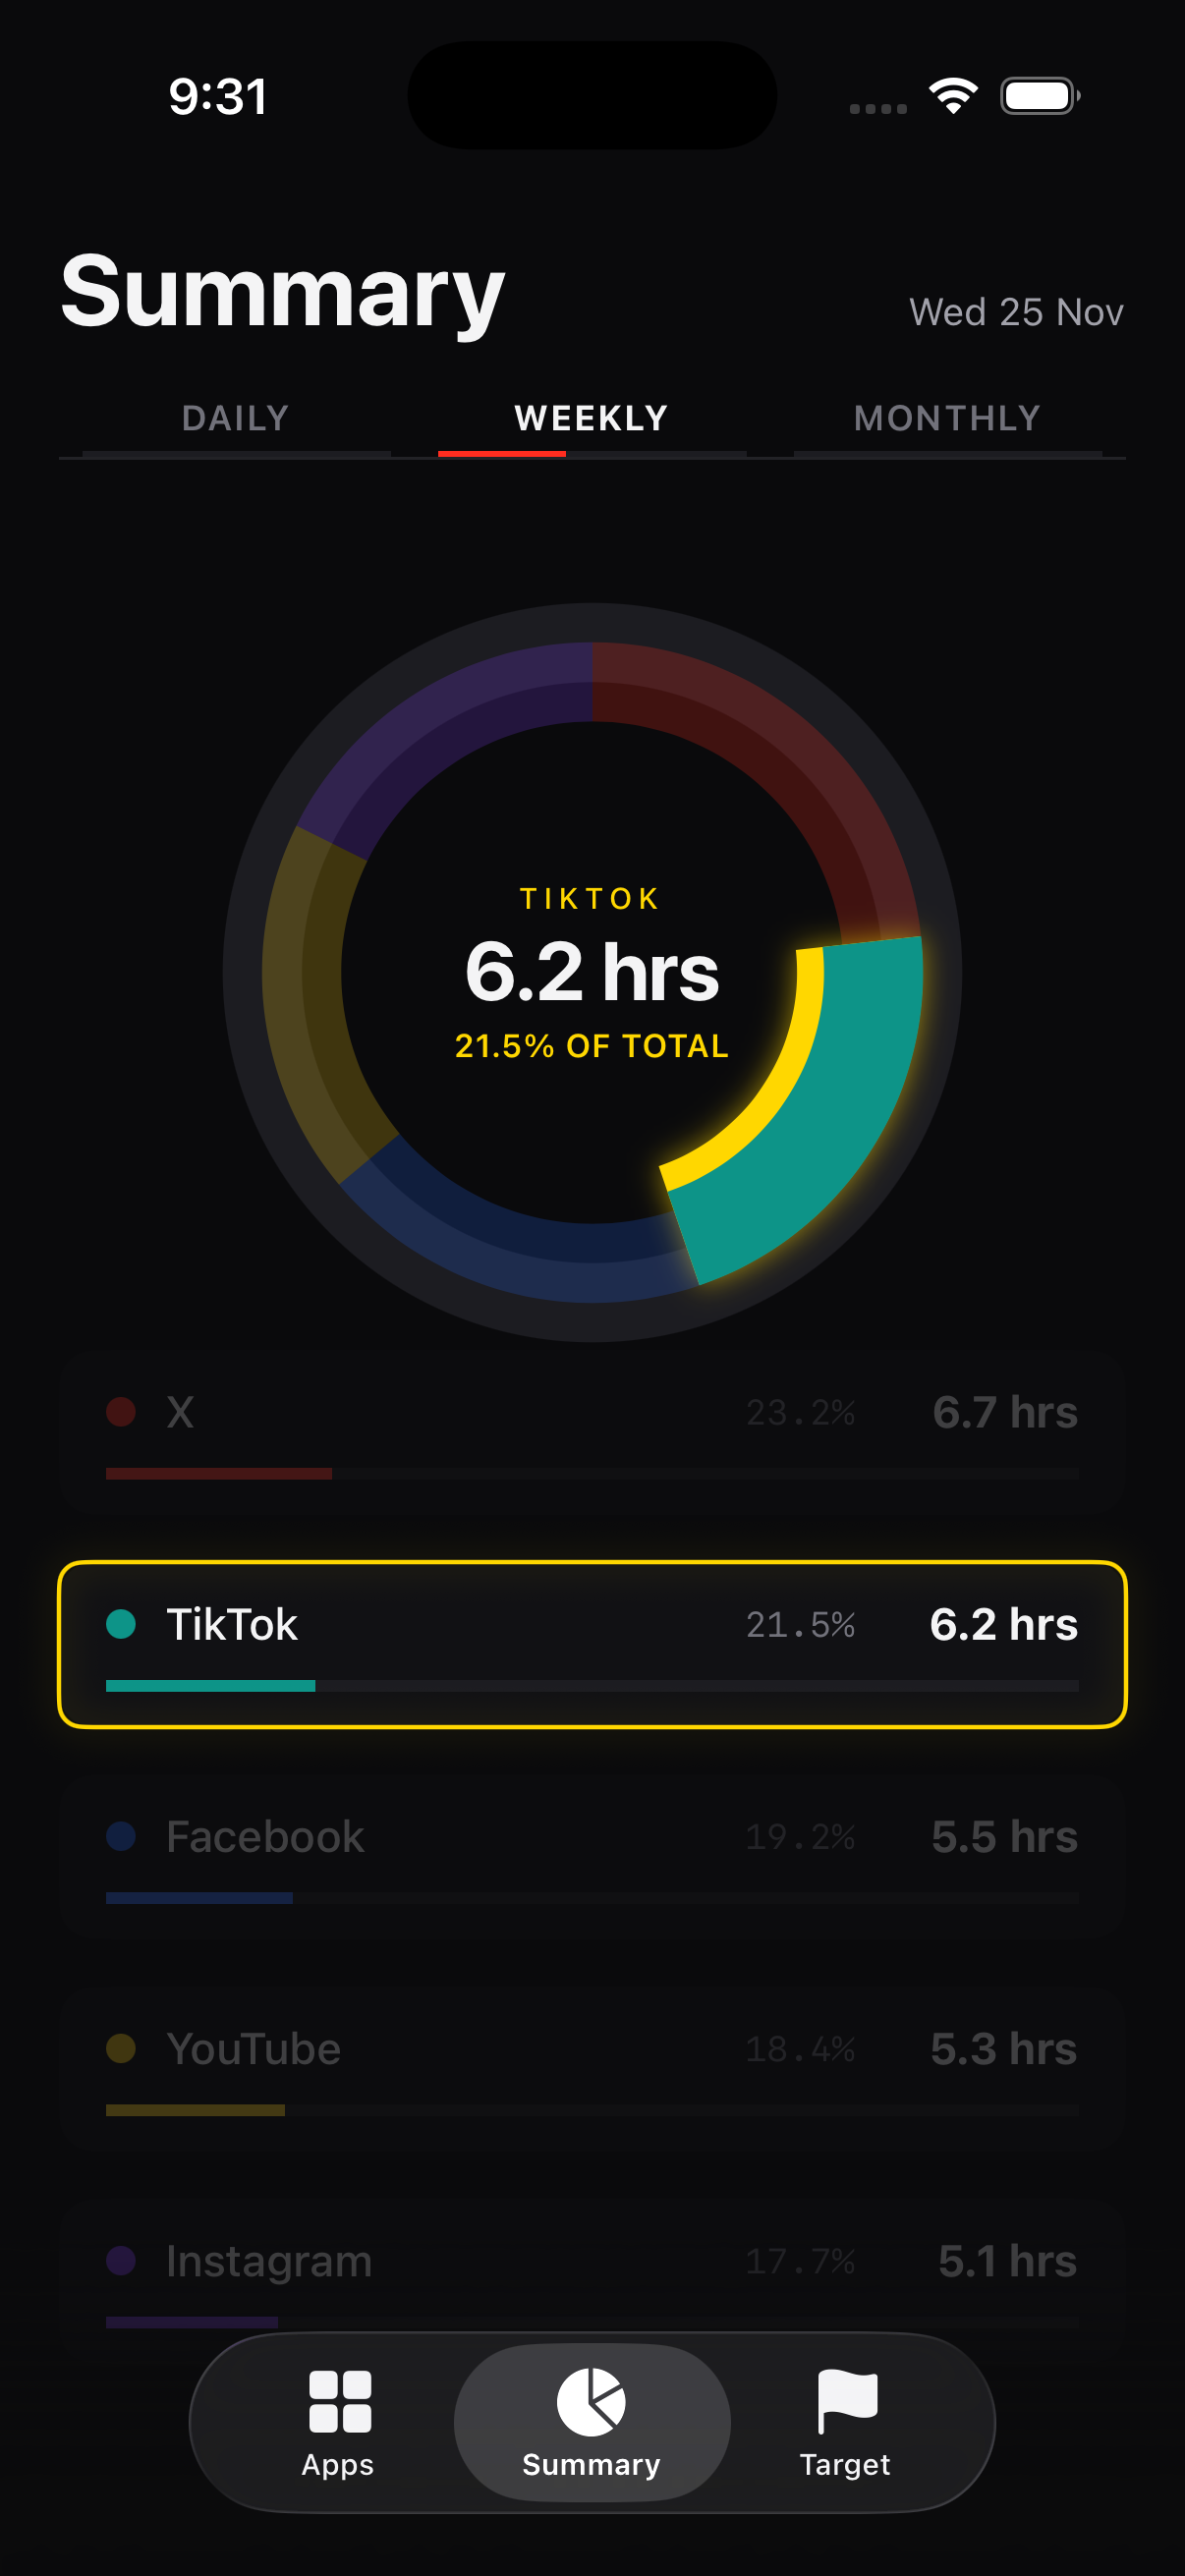 9:31
Summary
Wed 25 Nov
DAILY WEEKLY MONTHLY
TIKTOK
6.2 hrs
21.5% OF TOTAL
X 23.2% 6.7 hrs
TikTok 21.5% 6.2 hrs
Facebook 19.2% 5.5 hrs
YouTube 18.4% 5.3 hrs
Instagram 17.7% 5.1 hrs
Apps Summary Target